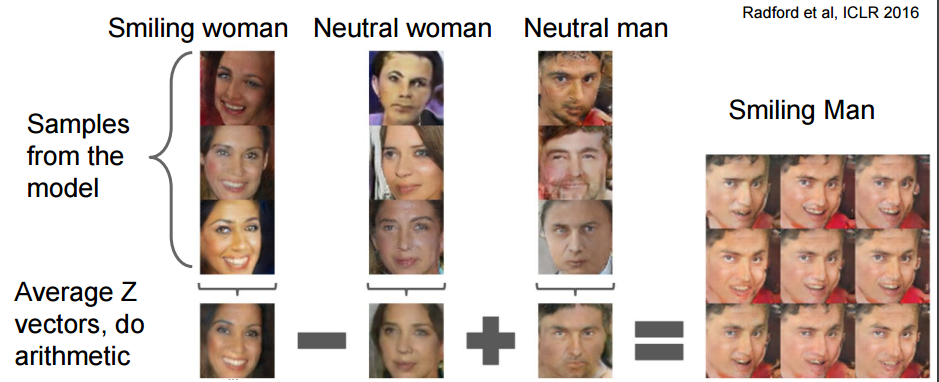 Radford et al, ICLR 2016
Smiling woman
Neutral woman
Neutral man
Samples
from the
model
Smiling Man
Average Z
vectors, do
arithmetic